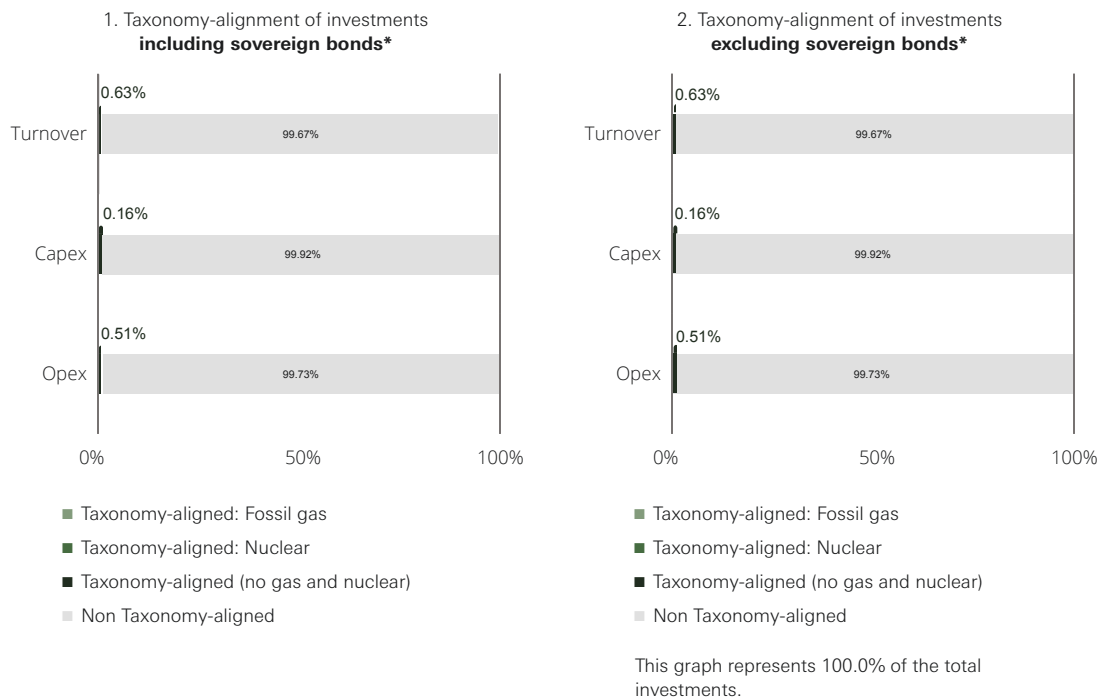 1. Taxonomy-alignment of investments
including sovereign bonds*
0.63%
Turnover
99.67%
0.16%
Capex
99.92%
0.51%
Opex
99.73%
0%
50%
100%
Taxonomy-aligned: Fossil gas
Taxonomy-aligned: Nuclear
Taxonomy-aligned (no gas and nuclear)
Non Taxonomy-aligned
2. Taxonomy-alignment of investments
excluding sovereign bonds*
0.63%
Turnover
99.67%
0.16%
Capex
99.92%
0.51%
Opex
99.73%
0%
50%
100%
Taxonomy-aligned: Fossil gas
Taxonomy-aligned: Nuclear
Taxonomy-aligned (no gas and nuclear)
Non Taxonomy-aligned
This graph represents 100.0% of the total
investments.